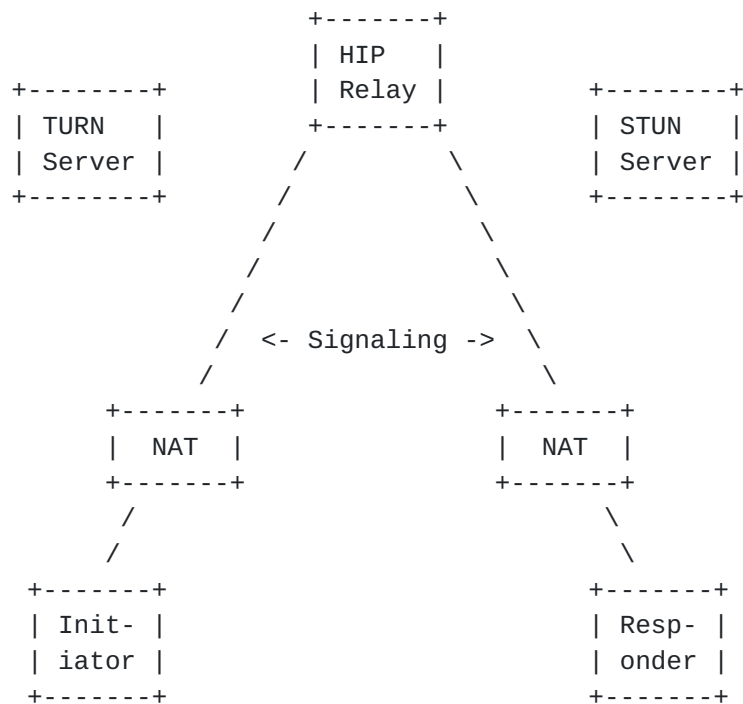 HIP
Relay
TURN
Server
STUN
Server
<- Signaling ->
NAT
NAT
Init-
iator
Resp-
onder